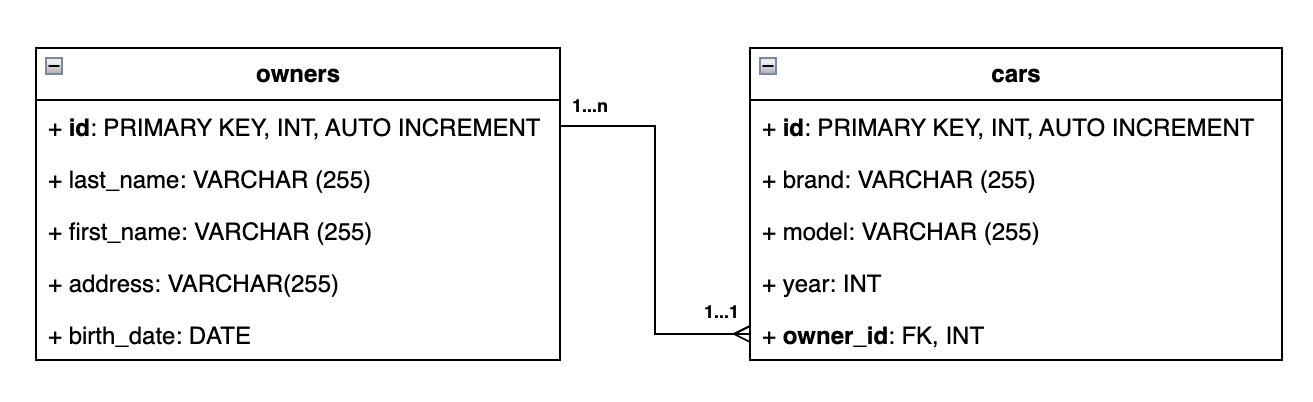 owners
+ id: PRIMARY KEY, INT, AUTO INCREMENT
+ last_name: VARCHAR (255)
+ first_name: VARCHAR (255)
+ address: VARCHAR(255)
+ birth_date: DATE
1...n
1...1
cars
+ id: PRIMARY KEY, INT, AUTO INCREMENT
+ brand: VARCHAR (255)
+ model: VARCHAR (255)
+ year: INT
+ owner_id: FK, INT